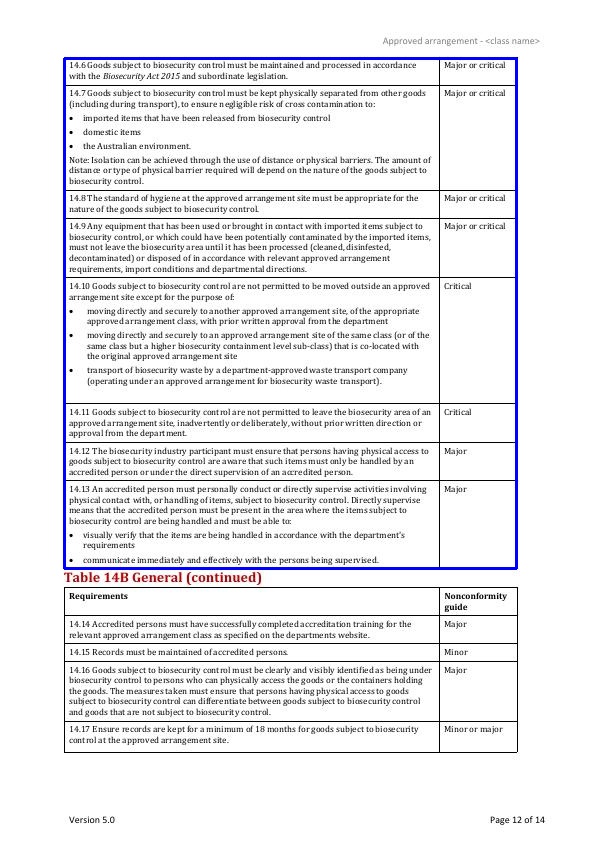 Approved arrangement - <class name>
14.6 Goods subject to biosecurity control must be maintained and processed in accordance
with the Biosecurity Act 2015 and subordinate legislation.
Major or critical
14.7 Goods subject to biosecurity control must be kept physically separated from other goods
(including during transport), to ensure negligible risk of cross contamination to:
• imported items that have been released from biosecurity control
• domestic items
• the Australian environment.
Note: Isolation can be achieved through the use of distance or physical barriers. The amount of
distance or type of physical barrier required will depend on the nature of the goods subject to
biosecurity control.
Major or critical
14.8 The standard of hygiene at the approved arrangement site must be appropriate for the
nature of the goods subject to biosecurity control.
Major or critical
14.9 Any equipment that has been used or brought in contact with imported items subject to
biosecurity control, or which could have been potentially contaminated by the imported items,
must not leave the biosecurity area until it has been processed (cleaned, disinfested,
decontaminated) or disposed of in accordance with relevant approved arrangement
requirements, import conditions and departmental directions.
Major or critical
14.10 Goods subject to biosecurity control are not permitted to be moved outside an approved
arrangement site except for the purpose of:
• moving directly and securely to another approved arrangement site, of the appropriate
approved arrangement class, with prior written approval from the department
• moving directly and securely to an approved arrangement site of the same class (or of the
same class but a higher biosecurity containment level sub-class) that is co-located with
the original approved arrangement site
• transport of biosecurity waste by a department-approved waste transport company
(operating under an approved arrangement for biosecurity waste transport).
Critical
14.11 Goods subject to biosecurity control are not permitted to leave the biosecurity area of an
approved arrangement site, inadvertently or deliberately, without prior written direction or
approval from the department.
Critical
14.12 The biosecurity industry participant must ensure that persons having physical access to
goods subject to biosecurity control are aware that such items must only be handled by an
accredited person or under the direct supervision of an accredited person.
Major
14.13 An accredited person must personally conduct or directly supervise activities involving
physical contact with, or handling of items, subject to biosecurity control. Directly supervise
means that the accredited person must be present in the area where the items subject to
biosecurity control are being handled and must be able to:
• visually verify that the items are being handled in accordance with the department's
requirements
• communicate immediately and effectively with the persons being supervised.
Major
Table 14B General (continued)
Requirements
Nonconformity
guide
14.14 Accredited persons must have successfully completed accreditation training for the
relevant approved arrangement class as specified on the departments website.
Major
14.15 Records must be maintained of accredited persons.
Minor
14.16 Goods subject to biosecurity control must be clearly and visibly identified as being under
biosecurity control to persons who can physically access the goods or the containers holding
the goods. The measures taken must ensure that persons having physical access to goods
subject to biosecurity control can differentiate between goods subject to biosecurity control
and goods that are not subject to biosecurity control.
Major
14.17 Ensure records are kept for a minimum of 18 months for goods subject to biosecurity
control at the approved arrangement site.
Minor or major
Version 5.0
Page 12 of 14